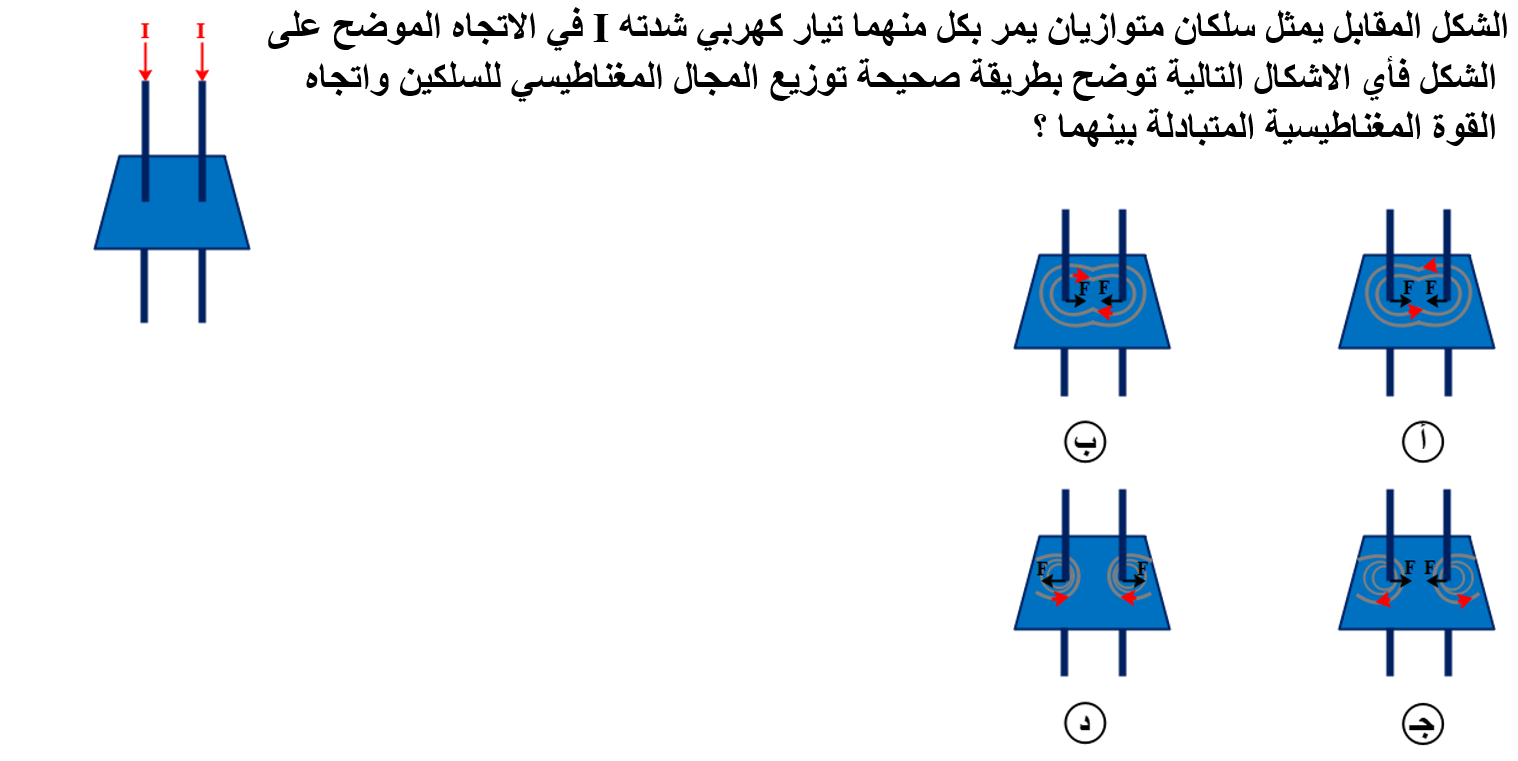 الشكل المقابل يمثل سلكان متوازيان يمر بكل منهما تيار كهربي شدته I في الاتجاه الموضح على
الشكل فأي الاشكال التالية توضح بطريقة صحيحة توزيع المجال المغناطيسي للسلكين واتجاه
القوة المغناطيسية المتبادلة بينهما ؟
I I
F F
F F
أ
ب
F F
F F
جـ
د